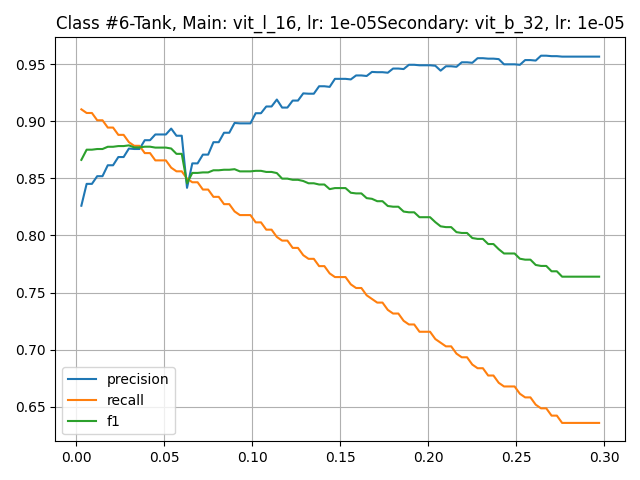 Class #6-Tank, Main: vit_l_16, lr: 1e-05Secondary: vit_b_32, lr: 1e-05
0.95
0.90
0.85
0.80
0.75
0.70
0.65
precision
recall
f1
0.00 0.05 0.10 0.15 0.20 0.25 0.30